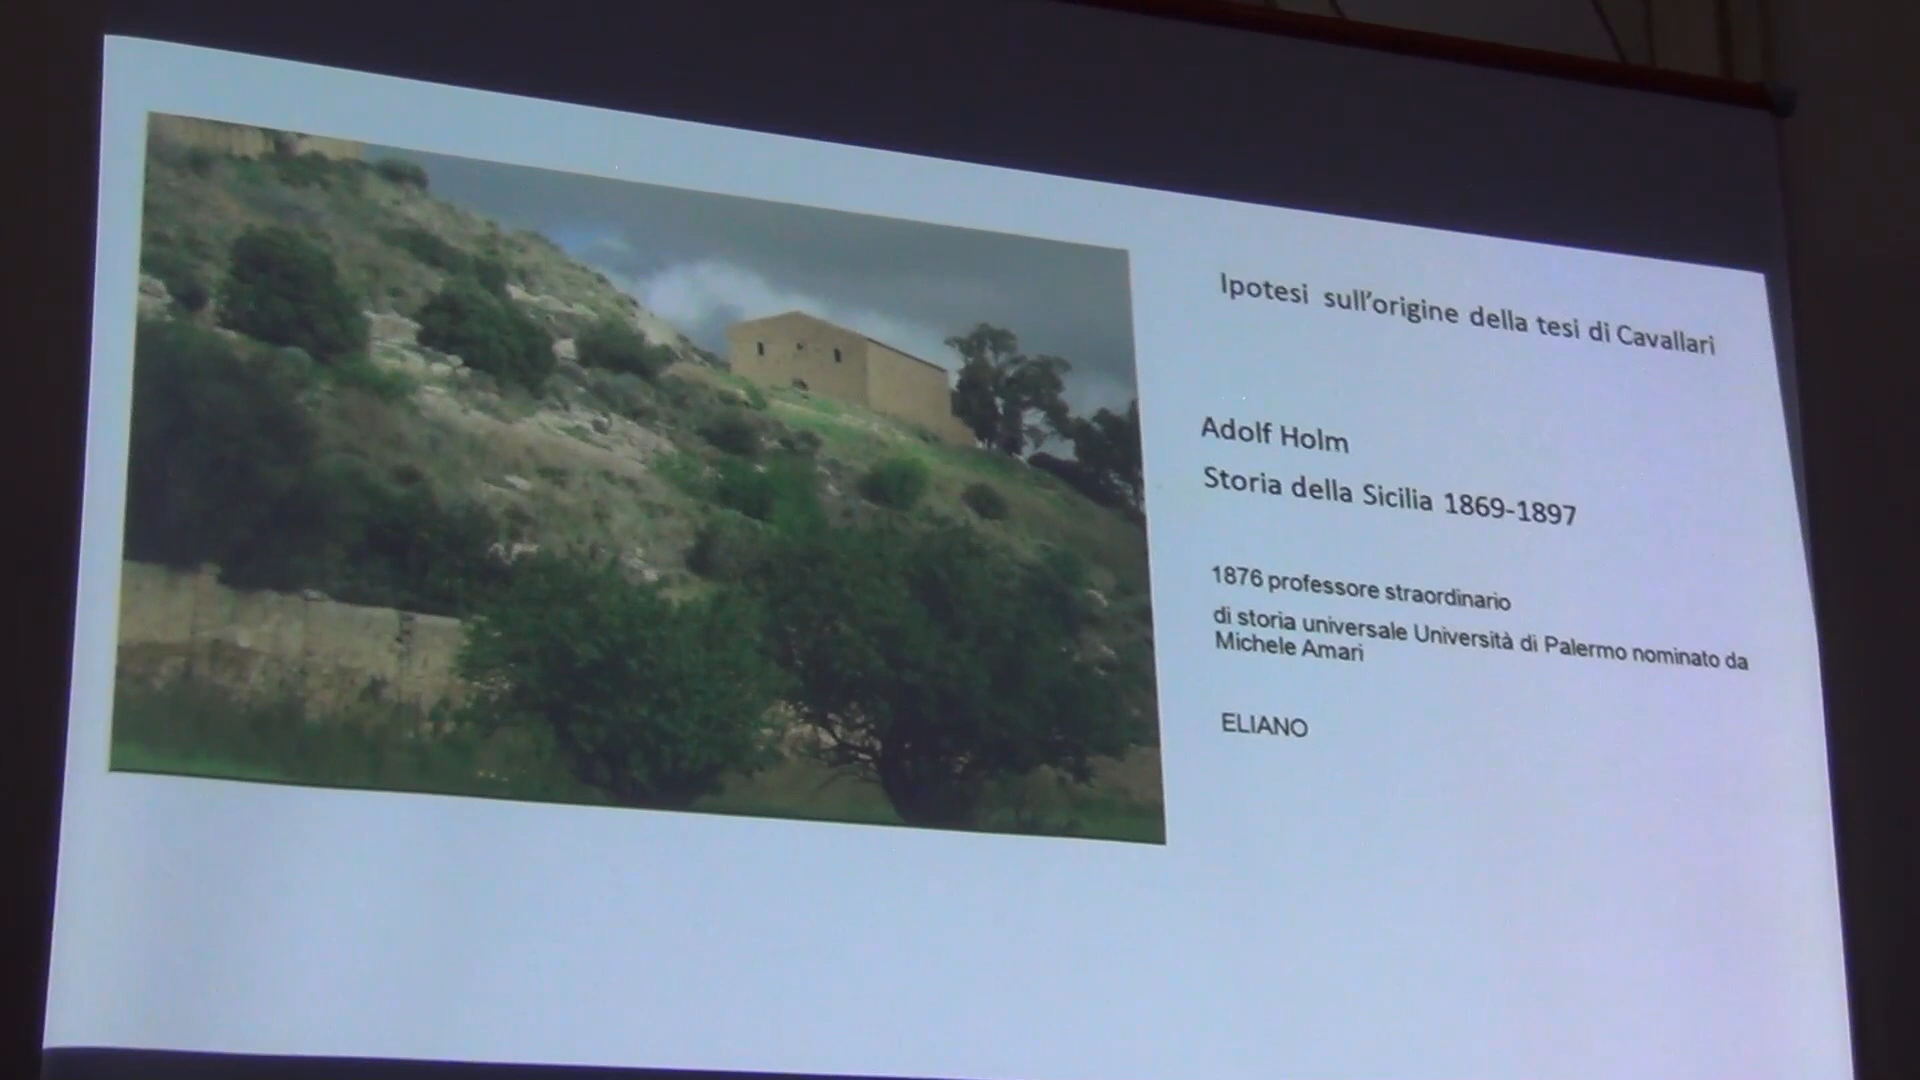 Ipotesi sull'origine della tesi di Cavallari
Adolf Holm
Storia della Sicilia 1869-1897
1876 professore straordinario
di storia universale Università di Palermo nominato da
Michele Amari
ELIANO